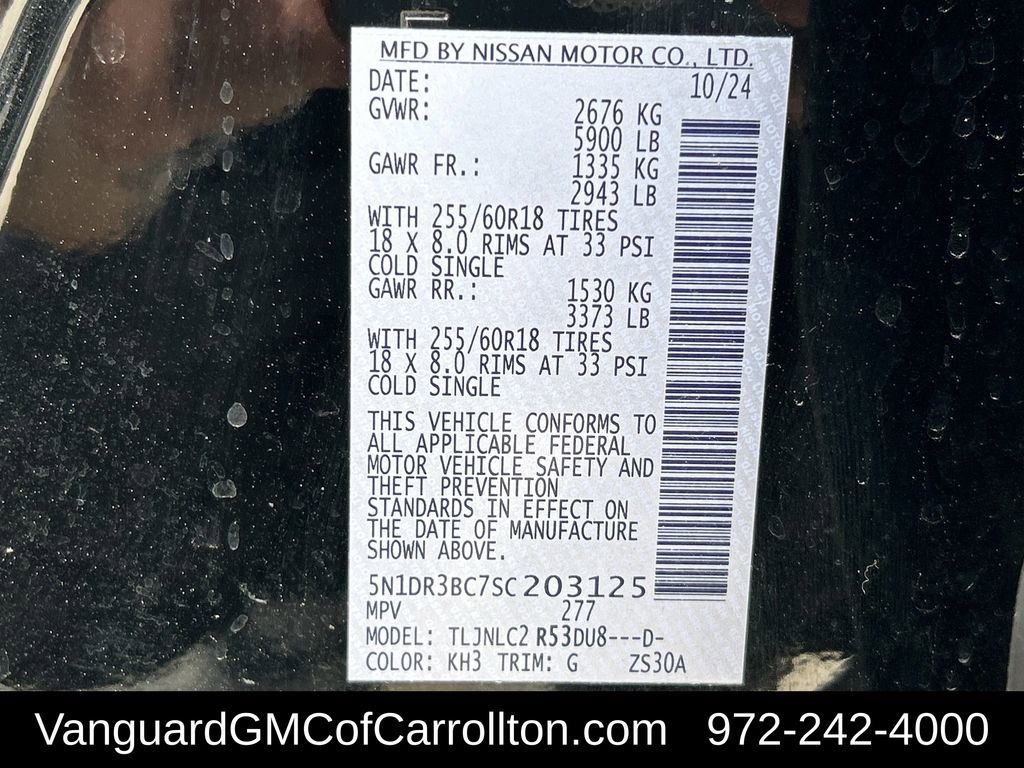 MFD BY NISSAN MOTOR CO., LTD.
DATE: 10/24
GVWR: 2676 KG
5900 LB
GAWR FR.: 1335 KG
2943 LB
WITH 255/60R18 TIRES
18 X 8.0 RIMS AT 33 PSI
COLD SINGLE
GAWR RR.: 1530 KG
3373 LB
WITH 255/60R18 TIRES
18 X 8.0 RIMS AT 33 PSI
COLD SINGLE
THIS VEHICLE CONFORMS TO
ALL APPLICABLE FEDERAL
MOTOR VEHICLE SAFETY AND
THEFT PREVENTION
STANDARDS IN EFFECT ON
THE DATE OF MANUFACTURE
SHOWN ABOVE.
5N1DR3BC7SC203125
MPV 277
MODEL: TLJNLC2 R53DU8---D-
COLOR: KH3 TRIM: G ZS30A
VanguardGMCofCarrollton.com 972-242-4000